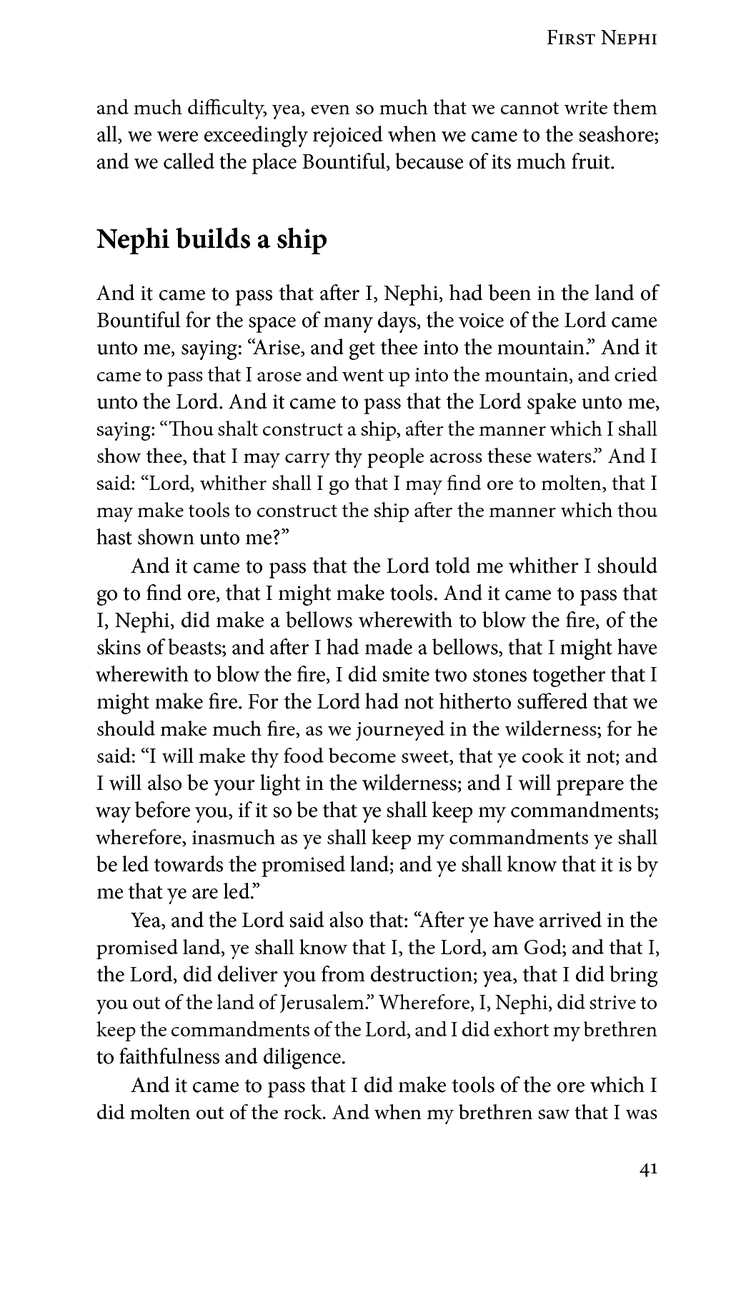 First Nephi
and much difficulty, yea, even so much that we cannot write them
all, we were exceedingly rejoiced when we came to the seashore;
and we called the place Bountiful, because of its much fruit.
Nephi builds a ship
And it came to pass that after I, Nephi, had been in the land of
Bountiful for the space of many days, the voice of the Lord came
unto me, saying: “Arise, and get thee into the mountain.” And it
came to pass that I arose and went up into the mountain, and cried
unto the Lord. And it came to pass that the Lord spake unto me,
saying: “Thou shalt construct a ship, after the manner which I shall
show thee, that I may carry thy people across these waters.” And I
said: “Lord, whither shall I go that I may find ore to molten, that I
may make tools to construct the ship after the manner which thou
hast shown unto me?”
And it came to pass that the Lord told me whither I should
go to find ore, that I might make tools. And it came to pass that
I, Nephi, did make a bellows wherewith to blow the fire, of the
skins of beasts; and after I had made a bellows, that I might have
wherewith to blow the fire, I did smite two stones together that I
might make fire. For the Lord had not hitherto suffered that we
should make much fire, as we journeyed in the wilderness; for he
said: “I will make thy food become sweet, that ye cook it not; and
I will also be your light in the wilderness; and I will prepare the
way before you, if it so be that ye shall keep my commandments;
wherefore, inasmuch as ye shall keep my commandments ye shall
be led towards the promised land; and ye shall know that it is by
me that ye are led.”
Yea, and the Lord said also that: “After ye have arrived in the
promised land, ye shall know that I, the Lord, am God; and that I,
the Lord, did deliver you from destruction; yea, that I did bring
you out of the land of Jerusalem.” Wherefore, I, Nephi, did strive to
keep the commandments of the Lord, and I did exhort my brethren
to faithfulness and diligence.
And it came to pass that I did make tools of the ore which I
did molten out of the rock. And when my brethren saw that I was
41